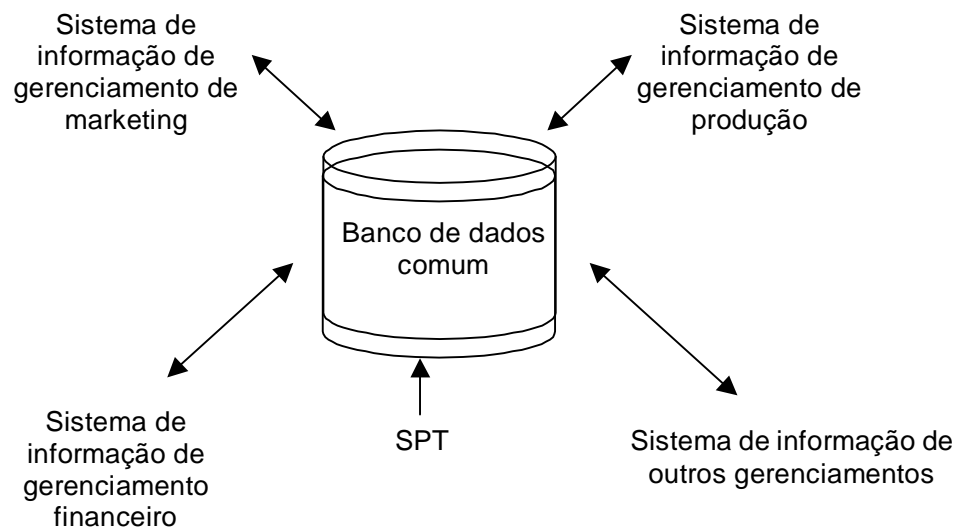 Sistema de
informação de
gerenciamento de
marketing
Sistema de
informação de
gerenciamento de
produção
Banco de dados
comum
Sistema de
informação de
gerenciamento
financeiro
SPT
Sistema de informação de
outros gerenciamentos